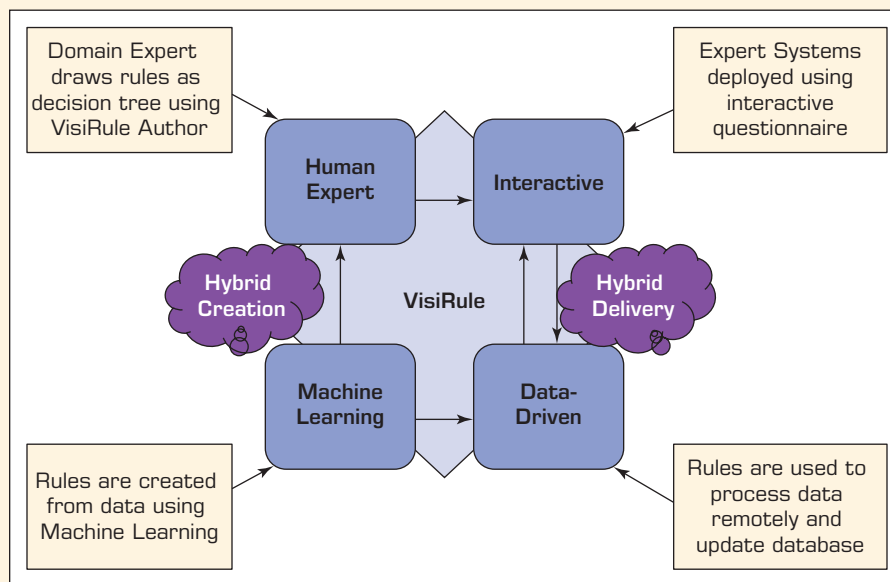 Domain Expert
draws rules as
decision tree using
VisiRule Author
Expert Systems
deployed using
interactive
questionnaire
Human
Expert
Interactive
Hybrid
Creation
VisiRule
Hybrid
Delivery
Machine
Learning
Data-
Driven
Rules are created
from data using
Machine Learning
Rules are used to
process data
remotely and
update database